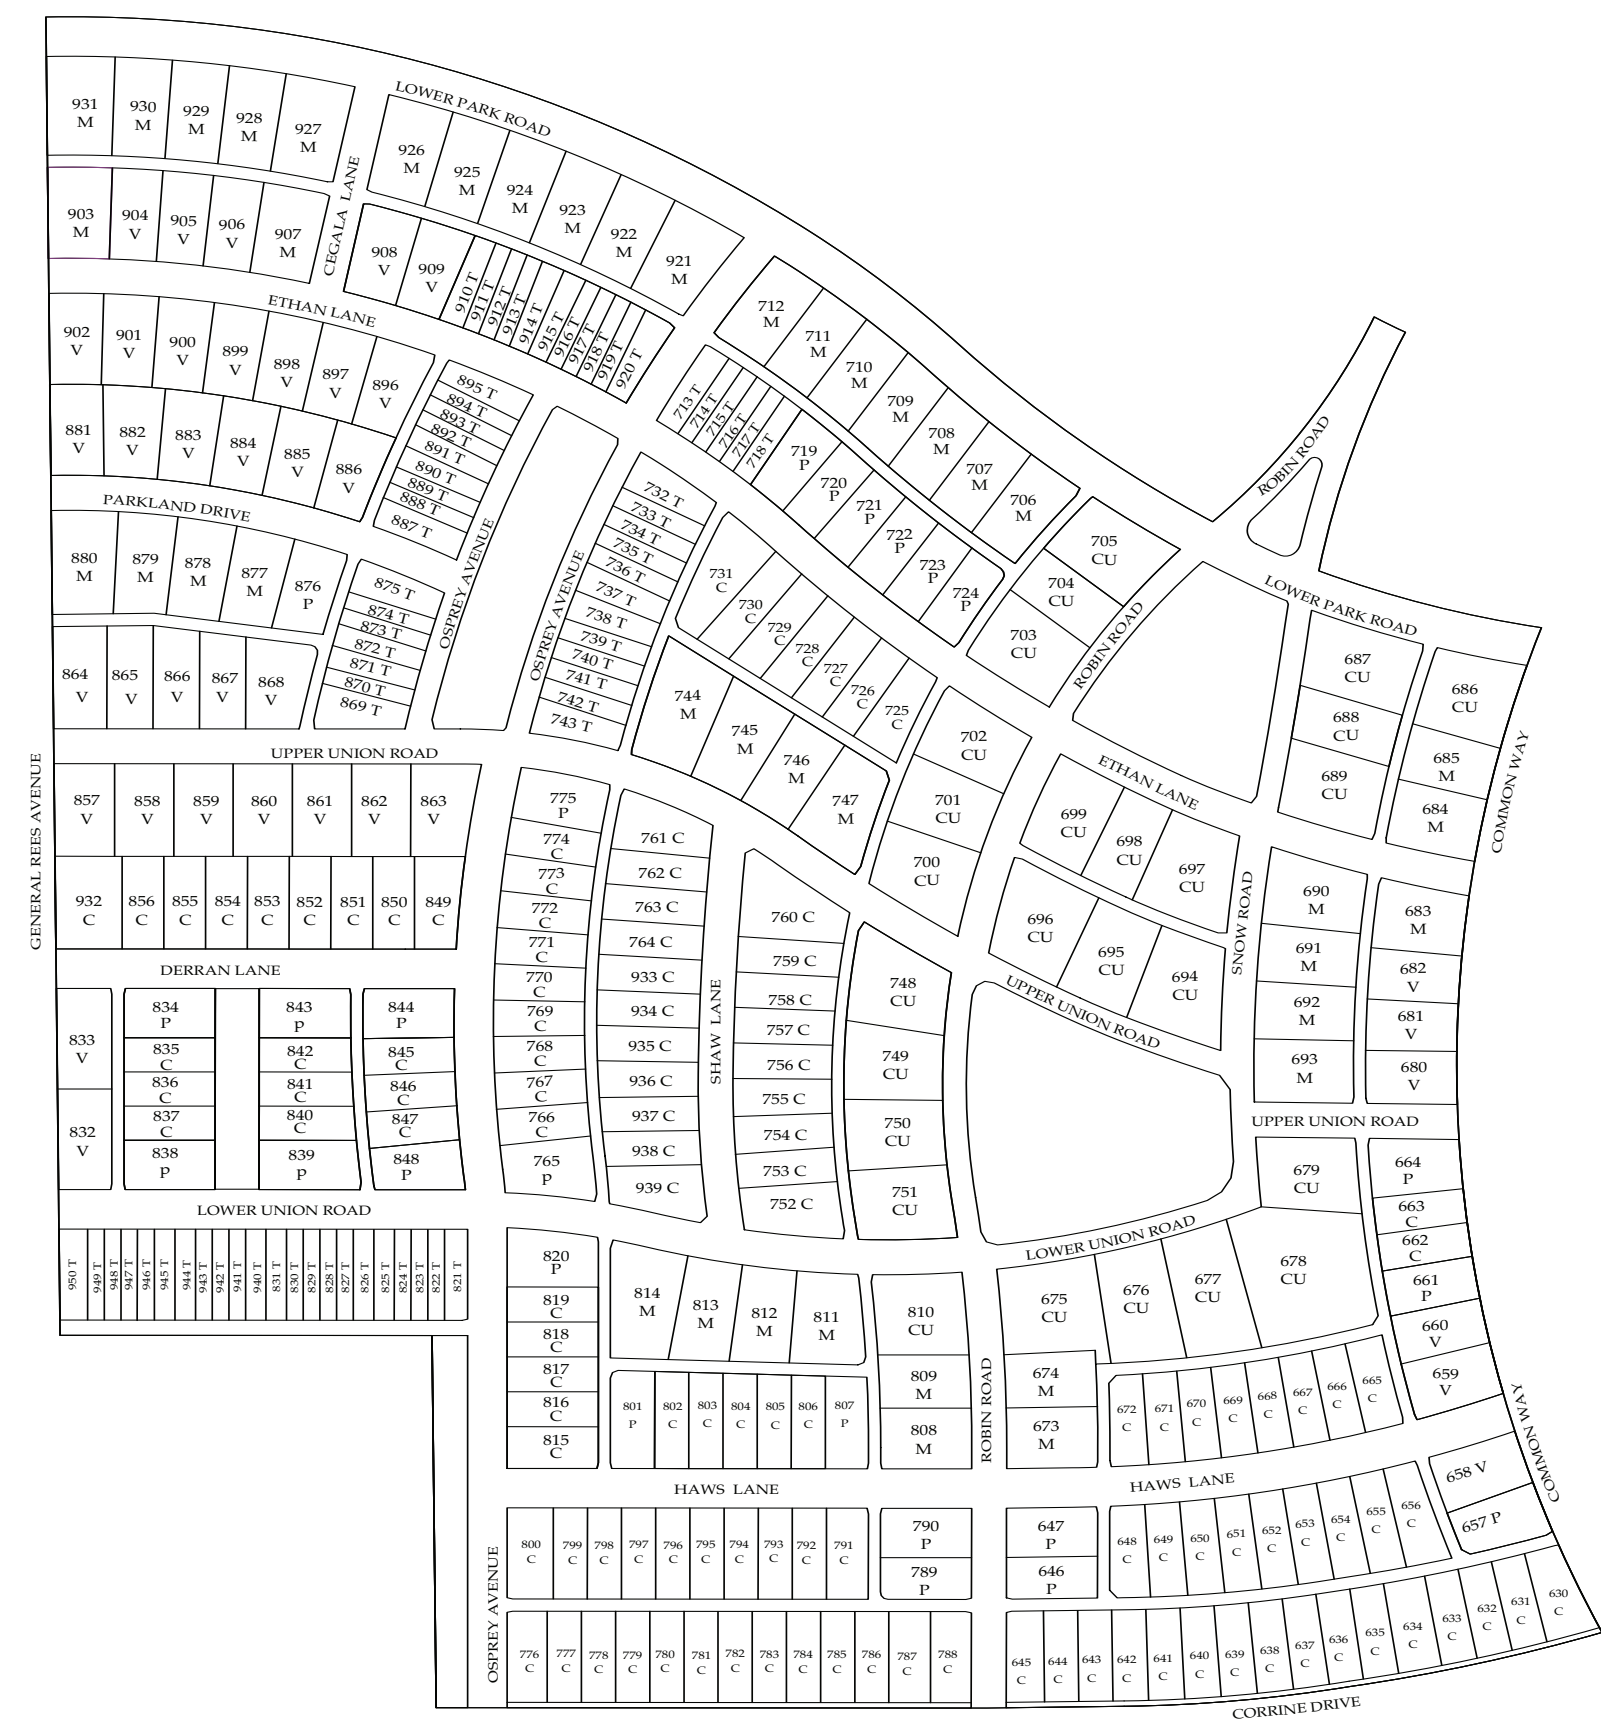 LOWER PARK ROAD
931
M
930
M
929
M
928
M
927
M
926
M
925
M
924
M
923
M
922
M
921
M
CEGALA LANE
903
M
904
V
905
V
906
V
907
M
908
V
909
V
910 T
911 T
912 T
913 T
914 T
915 T
916 T
917 T
918 T
919 T
920 T
ETHAN LANE
902
V
901
V
900
V
899
V
898
V
897
V
896
V
881
V
882
V
883
V
884
V
885
V
886
V
895 T
894 T
893 T
892 T
891 T
890 T
889 T
888 T
887 T
PARKLAND DRIVE
880
M
879
M
878
M
877
M
876
P
875 T
874 T
873 T
872 T
871 T
870 T
869 T
864
V
865
V
866
V
867
V
868
V
OSPREY AVENUE
OSPREY AVENUE
712
M
711
M
710
M
709
M
708
M
707
M
706
M
713 T
714 T
715 T
716 T
717 T
718 T
719
P
720
P
721
P
722
P
723
P
724
P
732 T
733 T
734 T
735 T
736 T
737 T
738 T
739 T
740 T
741 T
742 T
743 T
731
C
730
C
729
C
728
C
727
C
726
C
725
C
744
M
745
M
746
M
747
M
705
CU
704
CU
703
CU
702
CU
701
CU
700
CU
ROBIN ROAD
ROBIN ROAD
LOWER PARK ROAD
687
CU
688
CU
689
CU
686
CU
685
M
684
M
COMMON WAY
ETHAN LANE
699
CU
698
CU
697
CU
696
CU
695
CU
694
CU
SNOW ROAD
690
M
691
M
692
M
693
M
683
M
682
V
681
V
680
V
UPPER UNION ROAD
UPPER UNION ROAD
UPPER UNION ROAD
GENERAL REES AVENUE
857
V
858
V
859
V
860
V
861
V
862
V
863
V
932
C
856
C
855
C
854
C
853
C
852
C
851
C
850
C
849
C
DERRAN LANE
833
V
832
V
834
P
835
C
836
C
837
C
838
P
843
P
842
C
841
C
840
C
839
P
844
P
845
C
846
C
847
C
848
P
775
P
774
C
773
C
772
C
771
C
770
C
769
C
768
C
767
C
766
C
765
P
761 C
762 C
763 C
764 C
933 C
934 C
935 C
936 C
937 C
938 C
939 C
SHAW LANE
760 C
759 C
758 C
757 C
756 C
755 C
754 C
753 C
752 C
748
CU
749
CU
750
CU
751
CU
679
CU
664
P
663
C
662
C
661
P
660
V
659
V
LOWER UNION ROAD
LOWER UNION ROAD
950 T
949 T
948 T
947 T
946 T
945 T
944 T
943 T
942 T
941 T
940 T
831 T
830 T
829 T
828 T
827 T
826 T
825 T
824 T
823 T
822 T
821 T
820
P
819
C
818
C
817
C
816
C
815
C
814
M
813
M
812
M
811
M
810
CU
809
M
808
M
801
P
802
C
803
C
804
C
805
C
806
C
807
P
ROBIN ROAD
675
CU
676
CU
677
CU
678
CU
674
M
673
M
672
C
671
C
670
C
669
C
668
C
667
C
666
C
665
C
COMMON WAY
HAWS LANE
HAWS LANE
658 V
657 P
OSPREY AVENUE
800
C
799
C
798
C
797
C
796
C
795
C
794
C
793
C
792
C
791
C
790
P
789
P
647
P
646
P
648
C
649
C
650
C
651
C
652
C
653
C
654
C
655
C
656
C
776
C
777
C
778
C
779
C
780
C
781
C
782
C
783
C
784
C
785
C
786
C
787
C
788
C
645
C
644
C
643
C
642
C
641
C
640
C
639
C
638
C
637
C
636
C
635
C
634
C
633
C
632
C
631
C
630
C
CORRINE DRIVE